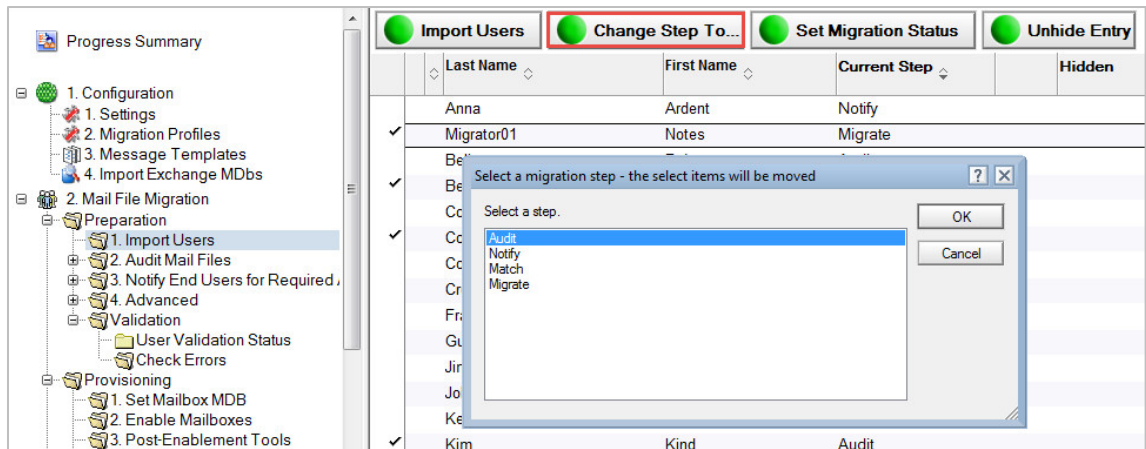 Progress Summary
1. Configuration
1. Settings
2. Migration Profiles
3. Message Templates
4. Import Exchange MDbs
2. Mail File Migration
Preparation
1. Import Users
2. Audit Mail Files
3. Notify End Users for Required
4. Advanced
Validation
User Validation Status
Check Errors
Provisioning
1. Set Mailbox MDB
2. Enable Mailboxes
3. Post-Enablement Tools
Import Users Change Step To... Set Migration Status Unhide Entry
Last Name First Name Current Step Hidden
Anna Ardent Notify
Migrator01 Notes Migrate
Select a migration step - the select items will be moved
Select a step.
Audit
Notify
Match
Migrate
OK
Cancel
Kim Kind Audit